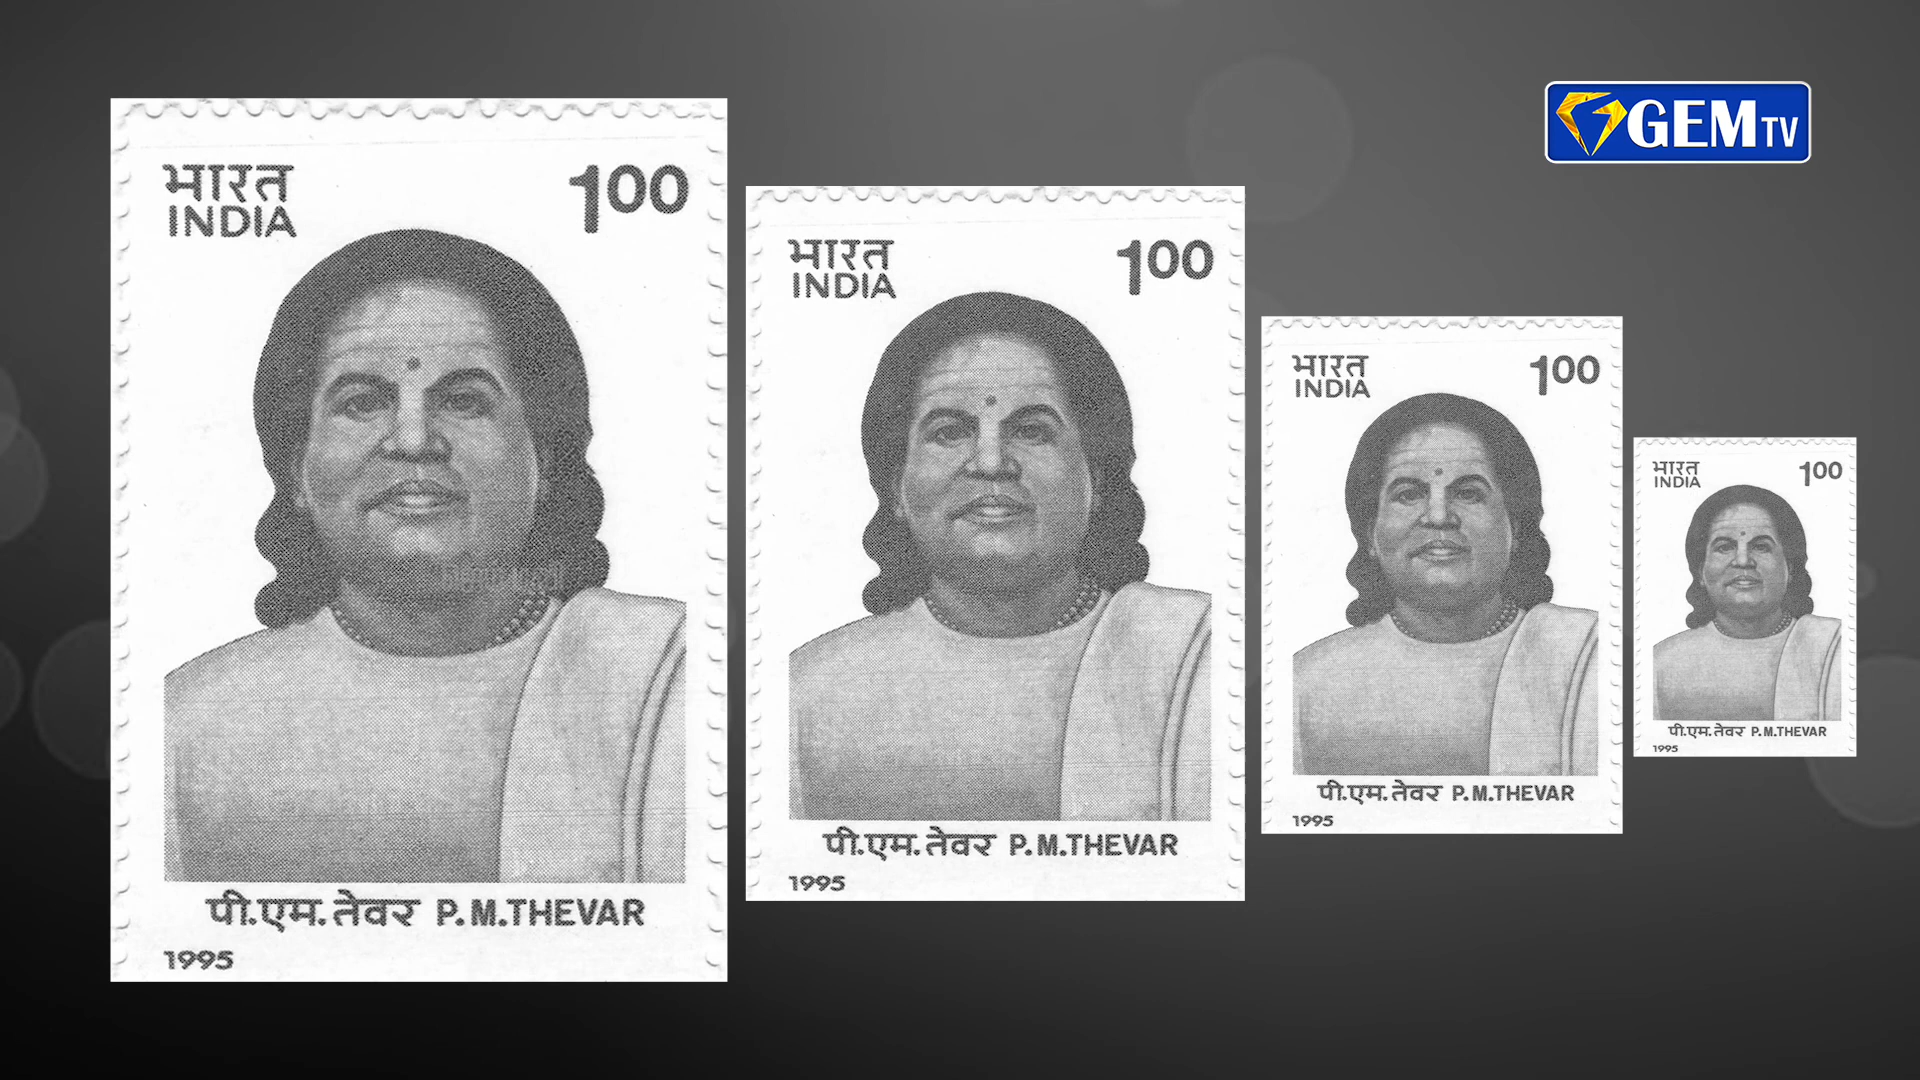 भारत
INDIA
100
पी.एम. तेवर P. M. THEVAR
1995
भारत
INDIA
100
पी.एम. तेवर P. M. THEVAR
1995
भारत
INDIA
100
पी.एम. तेवर P. M. THEVAR
1995
भारत
INDIA
100
पी.एम. तेवर P. M. THEVAR
1995
GEM TV